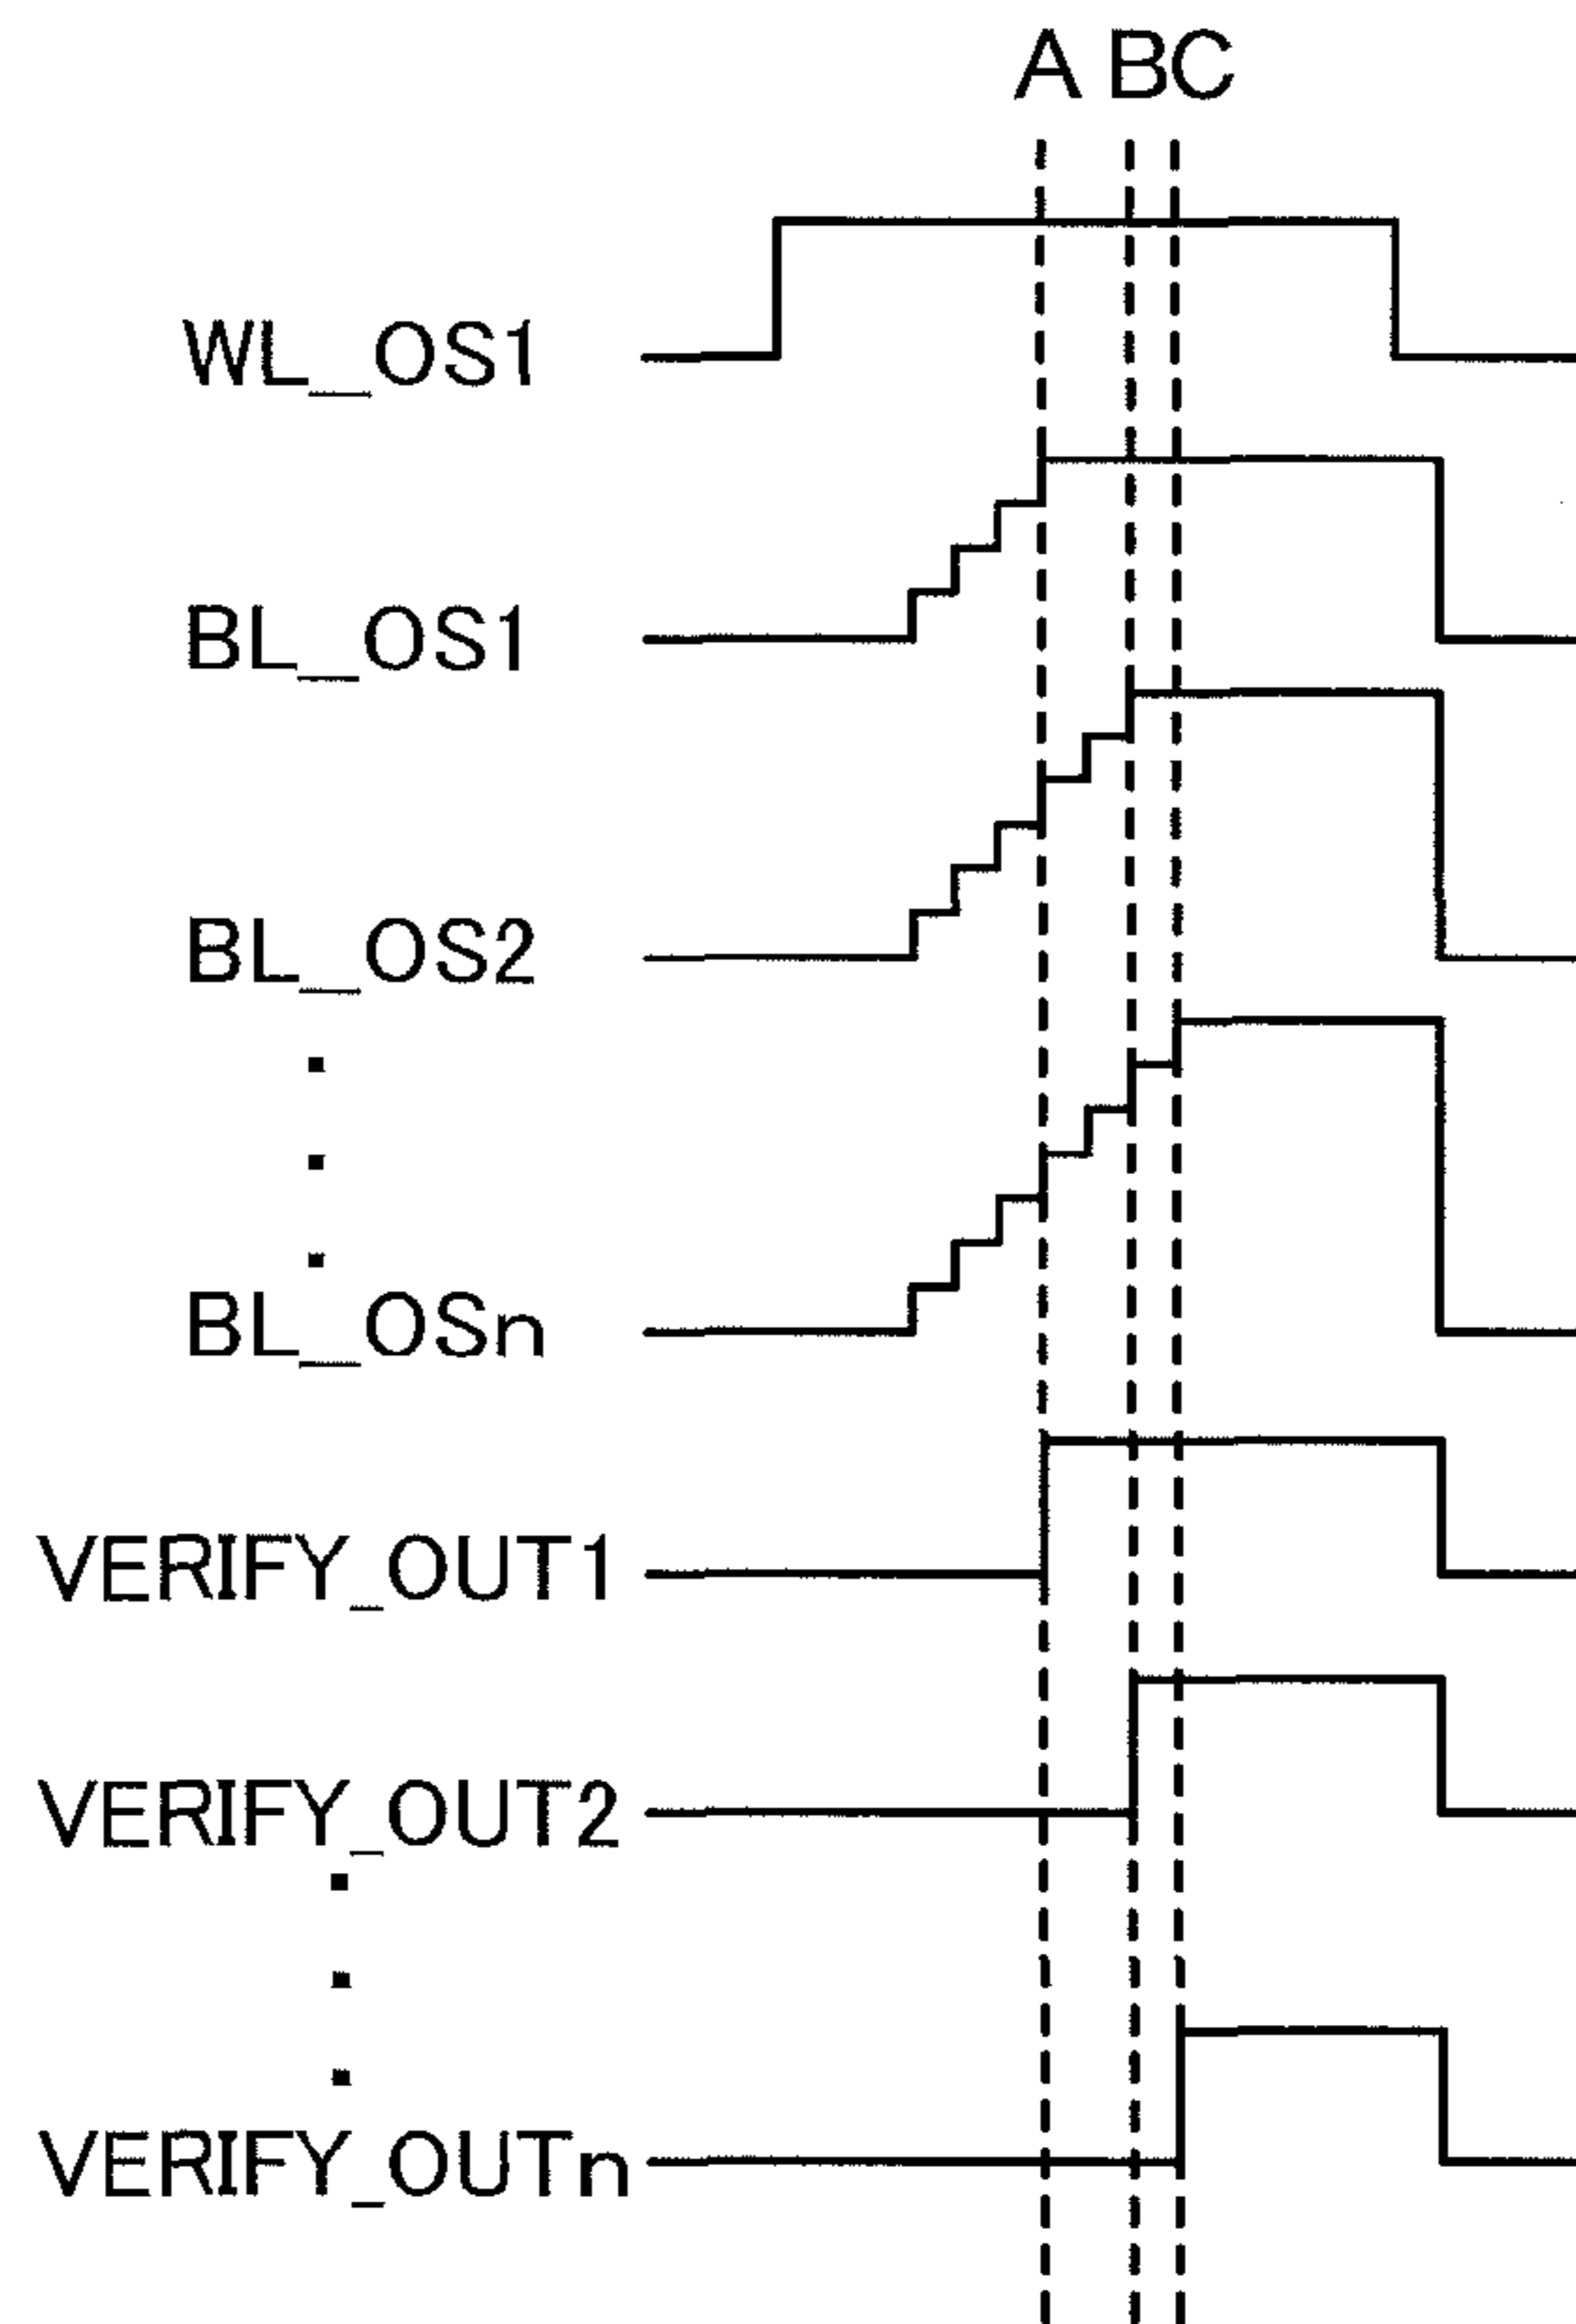 A BC
WL_OS1
BL_OS1
BL_OS2
BL_OSn
VERIFY_OUT1
VERIFY_OUT2
VERIFY_OUTn